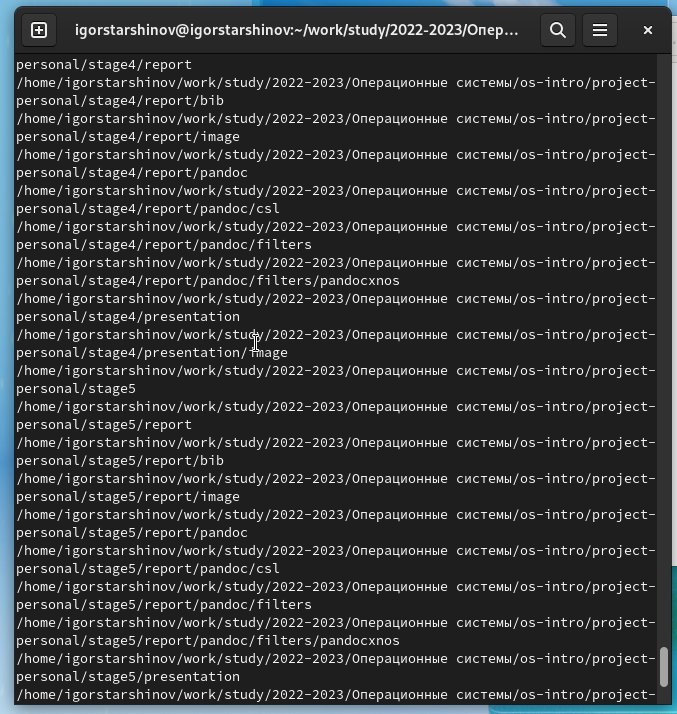 igorstarshinov@igorstarshinov:~/work/study/2022-2023/Опер...
personal/stage4/report
/home/igorstarshinov/work/study/2022-2023/Операционные системы/os-intro/project-
personal/stage4/report/bib
/home/igorstarshinov/work/study/2022-2023/Операционные системы/os-intro/project-
personal/stage4/report/image
/home/igorstarshinov/work/study/2022-2023/Операционные системы/os-intro/project-
personal/stage4/report/pandoc
/home/igorstarshinov/work/study/2022-2023/Операционные системы/os-intro/project-
personal/stage4/report/pandoc/csl
/home/igorstarshinov/work/study/2022-2023/Операционные системы/os-intro/project-
personal/stage4/report/pandoc/filters
/home/igorstarshinov/work/study/2022-2023/Операционные системы/os-intro/project-
personal/stage4/report/pandoc/filters/pandocxnos
/home/igorstarshinov/work/study/2022-2023/Операционные системы/os-intro/project-
personal/stage4/presentation
/home/igorstarshinov/work/study/2022-2023/Операционные системы/os-intro/project-
personal/stage4/presentation/image
/home/igorstarshinov/work/study/2022-2023/Операционные системы/os-intro/project-
personal/stage5
/home/igorstarshinov/work/study/2022-2023/Операционные системы/os-intro/project-
personal/stage5/report
/home/igorstarshinov/work/study/2022-2023/Операционные системы/os-intro/project-
personal/stage5/report/bib
/home/igorstarshinov/work/study/2022-2023/Операционные системы/os-intro/project-
personal/stage5/report/image
/home/igorstarshinov/work/study/2022-2023/Операционные системы/os-intro/project-
personal/stage5/report/pandoc
/home/igorstarshinov/work/study/2022-2023/Операционные системы/os-intro/project-
personal/stage5/report/pandoc/csl
/home/igorstarshinov/work/study/2022-2023/Операционные системы/os-intro/project-
personal/stage5/report/pandoc/filters
/home/igorstarshinov/work/study/2022-2023/Операционные системы/os-intro/project-
personal/stage5/report/pandoc/filters/pandocxnos
/home/igorstarshinov/work/study/2022-2023/Операционные системы/os-intro/project-
personal/stage5/presentation
/home/igorstarshinov/work/study/2022-2023/Операционные системы/os-intro/project-